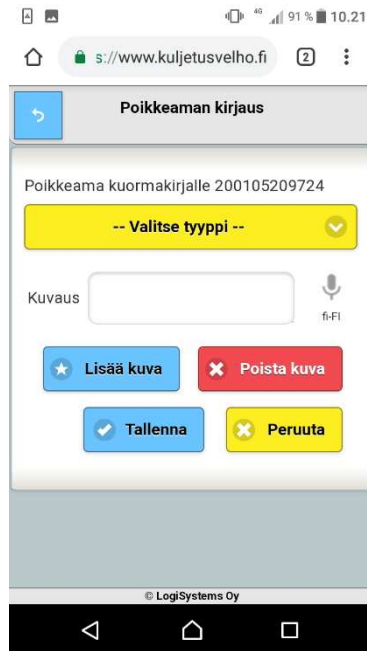 4G 91 % 10.21
s://www.kuljetusvelho.fi 2
Poikkeaman kirjaus
Poikkeama kuormakirjalle 200105209724
-- Valitse tyyppi --
Kuvaus
fi-FI
Lisää kuva Poista kuva
Tallenna Peruuta
© LogiSystems Oy